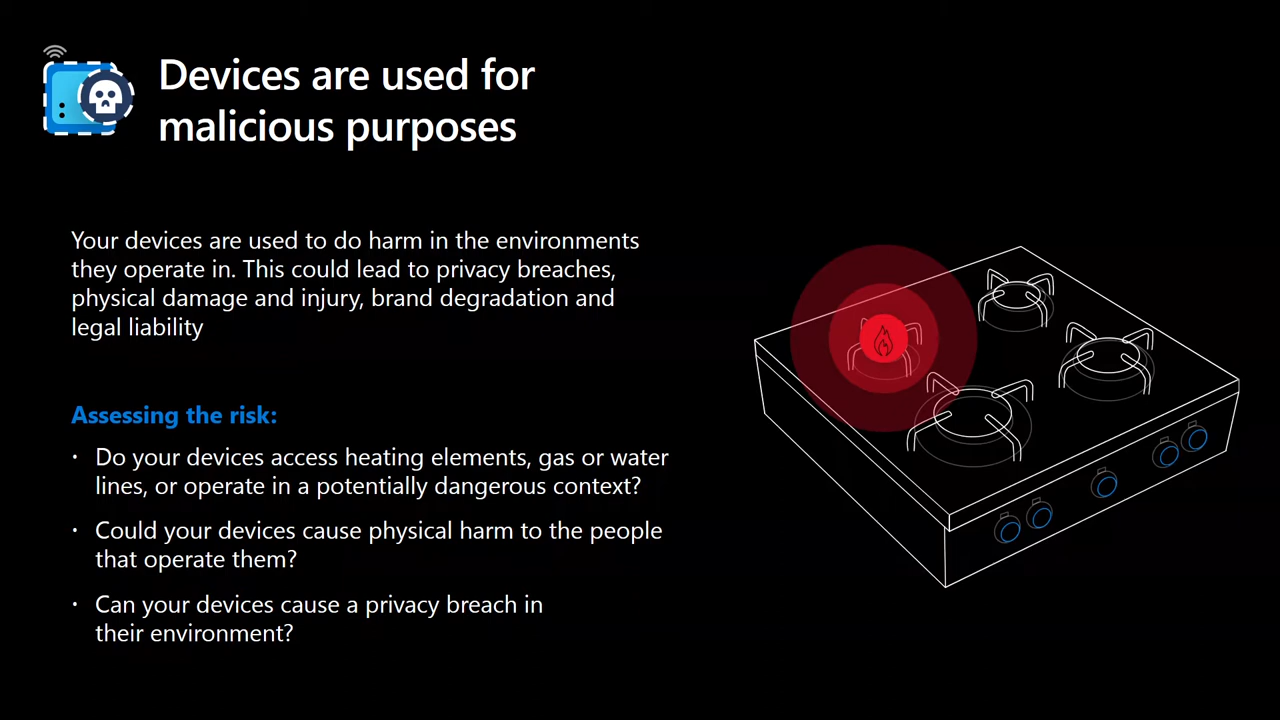 Devices are used for
malicious purposes
Your devices are used to do harm in the environments
they operate in. This could lead to privacy breaches,
physical damage and injury, brand degradation and
legal liability
Assessing the risk:
· Do your devices access heating elements, gas or water
lines, or operate in a potentially dangerous context?
· Could your devices cause physical harm to the people
that operate them?
· Can your devices cause a privacy breach in
their environment?